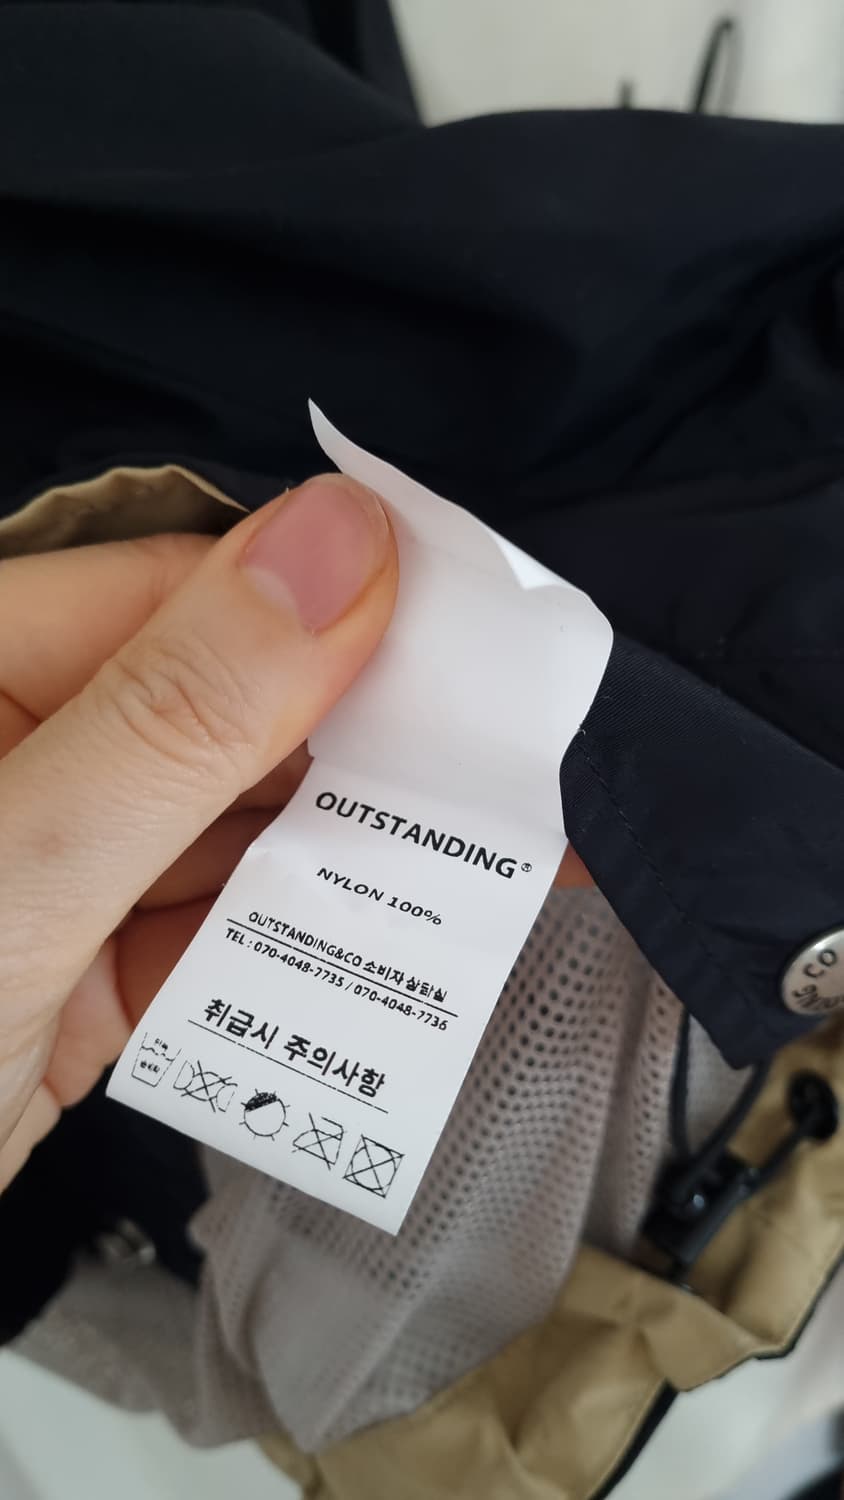 OUTSTANDING®
NYLON 100%
OUTSTANDING&CO 소비자 상담실
TEL : 070-4048-7735 / 070-4048-7736
취급시 주의사항